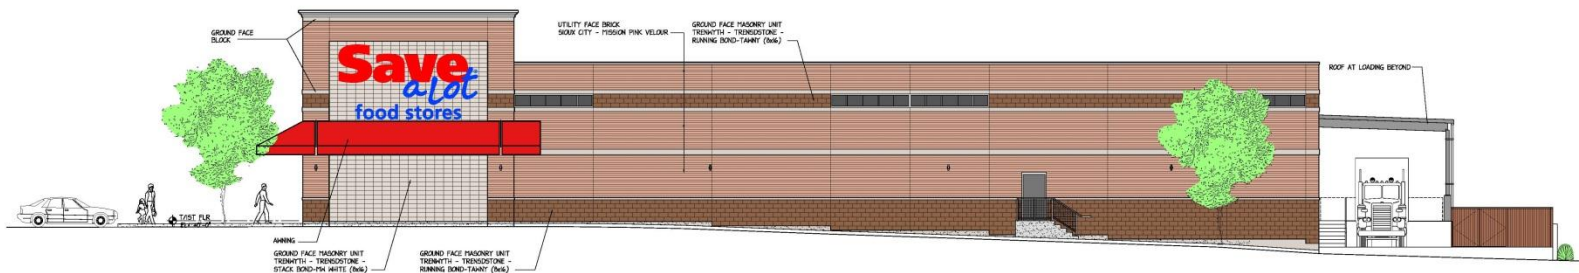 GROUND FACE
BLOCK
UTILITY FACE BRICK
SIOUX CITY - MISSION PINK VELOUR
GROUND FACE MASONRY UNIT
TRENWYTH - TRENDSTONE -
RUNNING BOND-TAWNY (8x16)
ROOF AT LOADING BEYOND
Save
a lot
food stores
T/1ST FLR
AWNING
GROUND FACE MASONRY UNIT
TRENWYTH - TRENDSTONE -
STACK BOND-MW WHITE (8x16)
GROUND FACE MASONRY UNIT
TRENWYTH - TRENDSTONE -
RUNNING BOND-TAWNY (8x16)